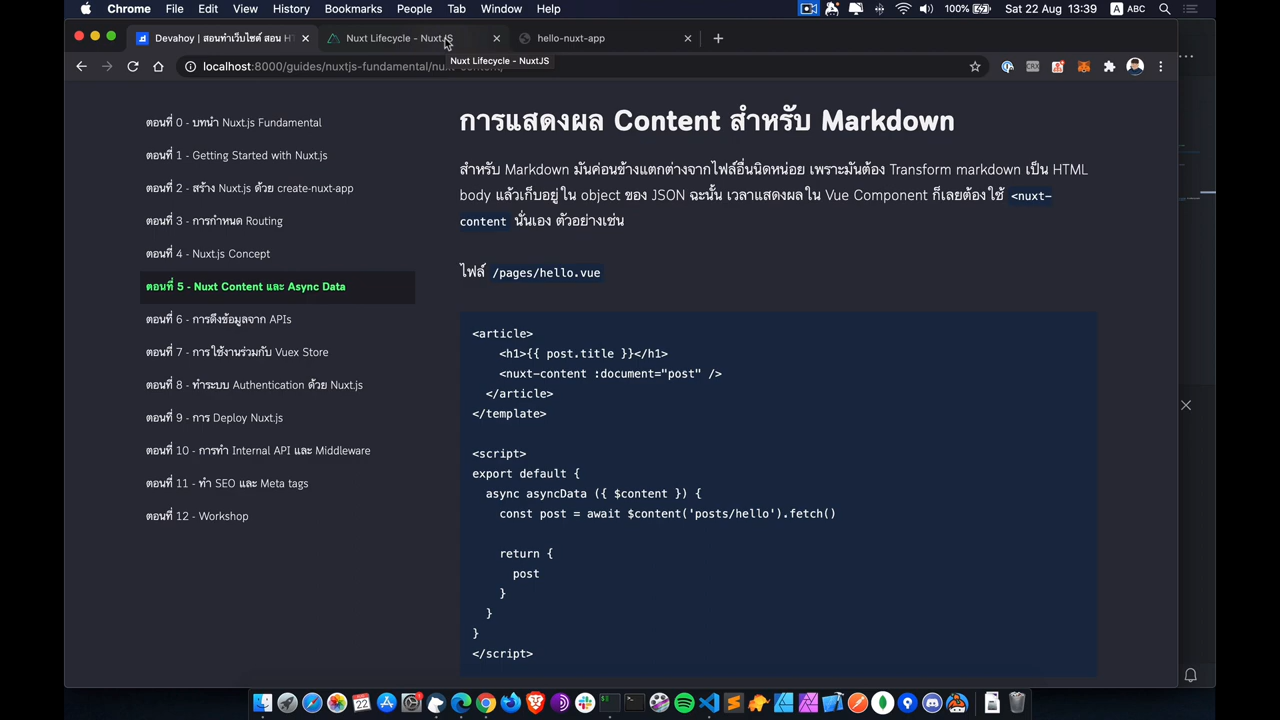 Chrome File Edit View History Bookmarks People Tab Window Help 100% Sat 22 Aug 13:39 A ABC
Devahoy | สอนทำเว็บไซต์ สอน HT
Nuxt Lifecycle - NuxtJS
hello-nuxt-app
Nuxt Lifecycle - NuxtJS
localhost:8000/guides/nuxtjs-fundamental/nuxt-content/
ตอนที่ 0 - บทนำ Nuxt.js Fundamental
ตอนที่ 1 - Getting Started with Nuxt.js
ตอนที่ 2 - สร้าง Nuxt.js ด้วย create-nuxt-app
ตอนที่ 3 - การกำหนด Routing
ตอนที่ 4 - Nuxt.js Concept
ตอนที่ 5 - Nuxt Content และ Async Data
ตอนที่ 6 - การดึงข้อมูลจาก APIs
ตอนที่ 7 - การใช้งานร่วมกับ Vuex Store
ตอนที่ 8 - ทำระบบ Authentication ด้วย Nuxt.js
ตอนที่ 9 - การ Deploy Nuxt.js
ตอนที่ 10 - การทำ Internal API และ Middleware
ตอนที่ 11 - ทำ SEO และ Meta tags
ตอนที่ 12 - Workshop
การแสดงผล Content สำหรับ Markdown
สำหรับ Markdown มันค่อนข้างแตกต่างจากไฟล์อื่นนิดหน่อย เพราะมันต้อง Transform markdown เป็น HTML
body แล้วเก็บอยู่ใน object ของ JSON ฉะนั้น เวลาแสดงผลใน Vue Component ก็เลยต้องใช้ <nuxt-
content นั่นเอง ตัวอย่างเช่น
ไฟล์ /pages/hello.vue
<article>
<h1>{{ post.title }}</h1>
<nuxt-content :document="post" />
</article>
</template>
<script>
export default {
async asyncData ({ $content }) {
const post = await $content('posts/hello').fetch()
return {
post
}
}
}
</script>